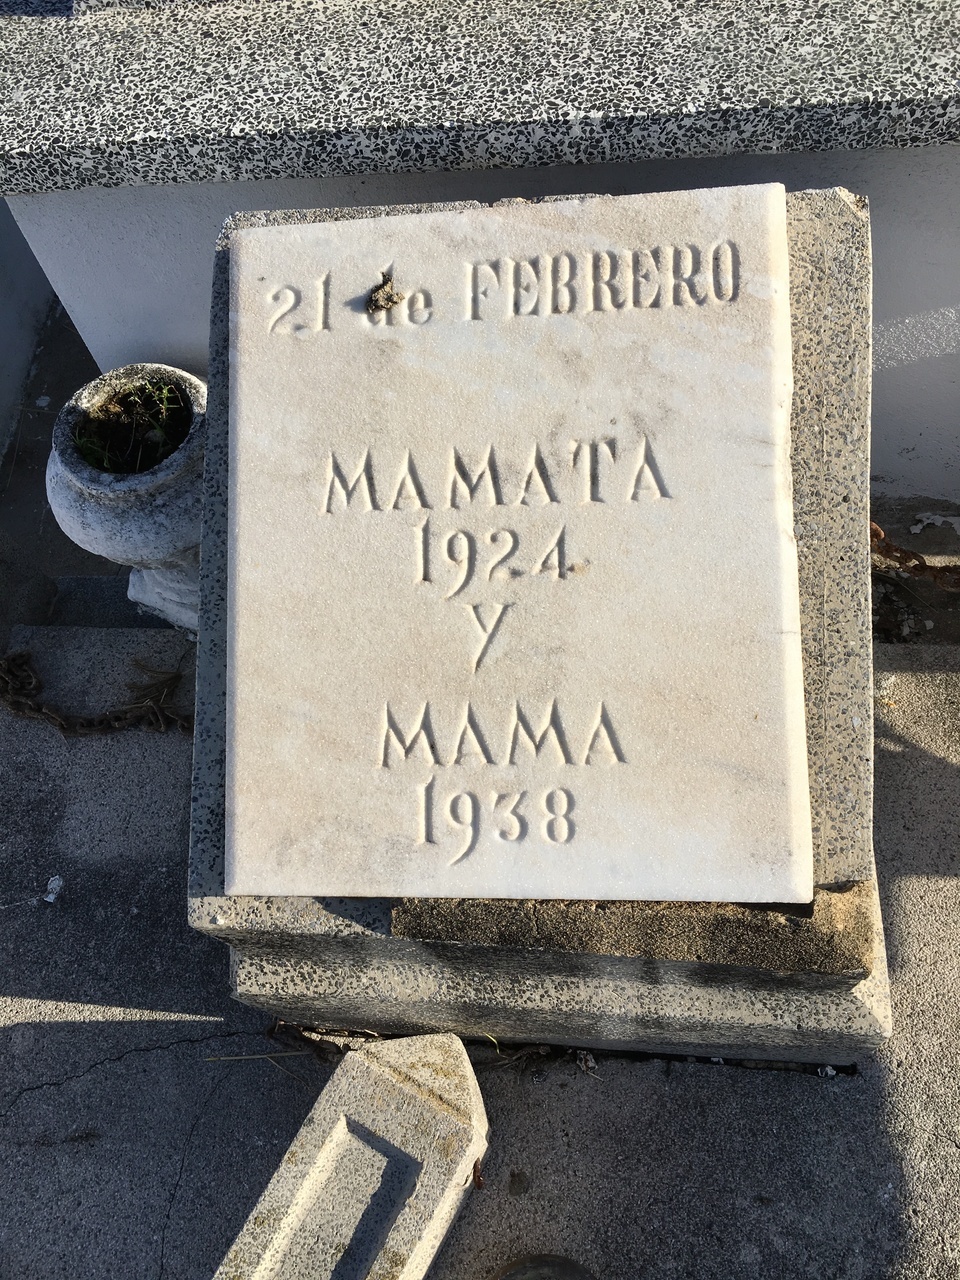 21 de FEBRERO
MAMATA
1924
y
MAMA
1938